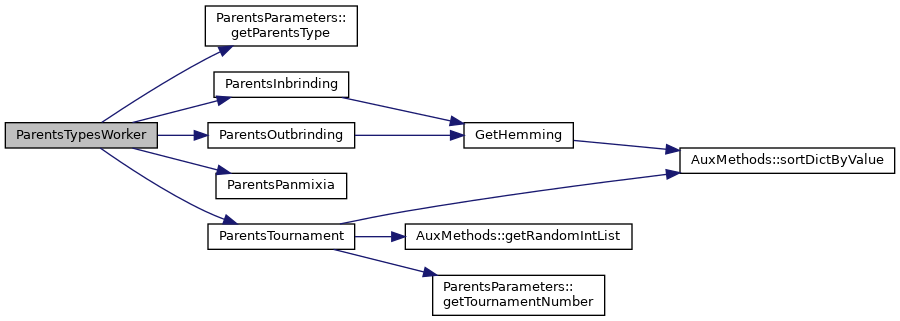 ParentsParameters::
getParentsType
ParentsInbrinding
ParentsTypesWorker
ParentsOutbrinding
GetHemming
AuxMethods::sortDictByValue
ParentsPanmixia
ParentsTournament
AuxMethods::getRandomIntList
ParentsParameters::
getTournamentNumber